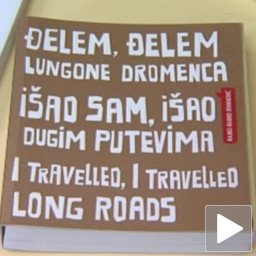 ĐELEM, ĐELEM
LUNGONE DROMENCA
IŠAO SAM, IŠAO
DUGIM PUTEVIMA
I TRAVELLED, I TRAVELLED
LONG ROADS